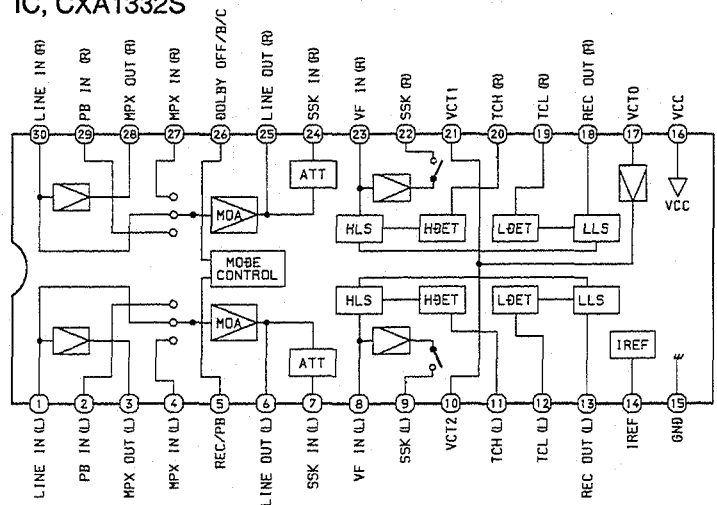 IC, CXA1332S
LINE IN (R)
PB IN (R)
MPX OUT (R)
MPX IN (R)
DOLBY OFF/B/C
LINE OUT (R)
SSK IN (R)
VF IN (R)
SSK (R)
VCT1
TCH (R)
TCL (R)
REC OUT (R)
VCTO
VCC
30 29 28 27 26 25 24 23 22 21 20 19 18 17 16
ATT
VCC
MOA
HLS HDET LDET LLS
MODE
CONTROL
HLS HDET LDET LLS
MOA
ATT
IREF
1 2 3 4 5 6 7 8 9 10 11 12 13 14 15
LINE IN (L)
PB IN (L)
MPX OUT (L)
MPX IN (L)
REC/PB
LINE OUT (L)
SSK IN (L)
VF IN (L)
SSK (L)
VCT2
TCH (L)
TCL (L)
REC OUT (L)
IREF
GND